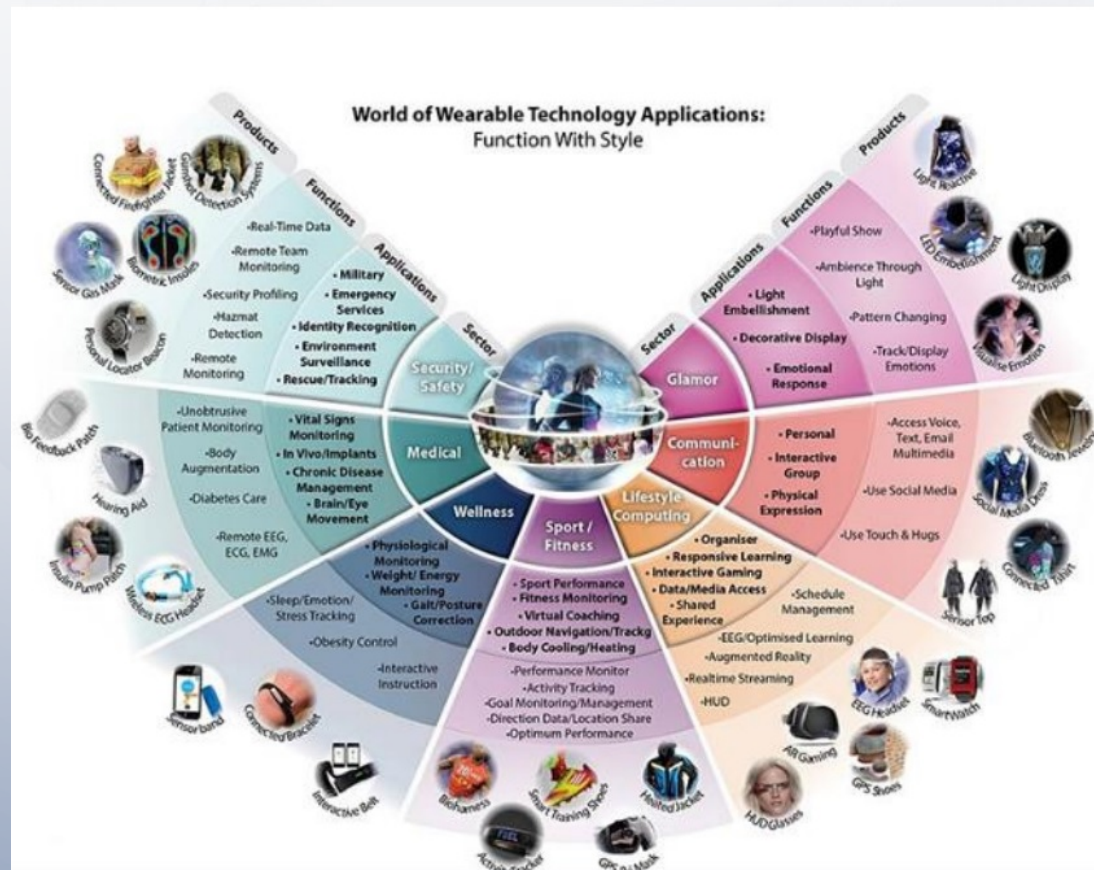 World of Wearable Technology Applications:
Function With Style
Products
Functions
Applications
Sector
Security/
Safety
• Military
• Emergency
Services
• Identity Recognition
• Environment
Surveillance
• Rescue/Tracking
•Real-Time Data
•Remote Team
Monitoring
•Security Profiling
•Hazmat
Detection
•Remote
Monitoring
Connected Firefighter Jacket
Gunshot Detection Systems
Sensor Gas Mask
Biometric Insoles
Personal Locator Beacon
Medical
• Vital Signs
Monitoring
• In Vivo/Implants
• Chronic Disease
Management
• Brain/Eye
Movement
•Unobtrusive
Patient Monitoring
•Body
Augmentation
•Diabetes Care
•Remote EEG,
ECG, EMG
Bio Feedback Patch
Hearing Aid
Insulin Pump Patch
Wireless ECG Headset
Wellness
• Physiological
Monitoring
• Weight/ Energy
Monitoring
• Gait/Posture
Correction
•Sleep/Emotion/
Stress Tracking
•Obesity Control
•Interactive
Instruction
Sensor band
Connected Bracelet
Interactive Belt
Sport /
Fitness
• Sport Performance
• Fitness Monitoring
• Virtual Coaching
• Outdoor Navigation/Trackg
• Body Cooling/Heating
•Performance Monitor
•Activity Tracking
•Goal Monitoring/Management
•Direction Data/Location Share
•Optimum Performance
Bioharness
Smart Training Shoes
Heated Jacket
Activity Tracker
GPS Mask
Lifestyle
Computing
• Organiser
• Responsive Learning
• Interactive Gaming
• Data/Media Access
• Shared
Experience
•Schedule
Management
•EEG/Optimised Learning
•Augmented Reality
•Realtime Streaming
•HUD
EEG Headset
SmartWatch
AR Gaming
GPS Shoes
HUD Glasses
Communi-
cation
• Personal
• Interactive
Group
• Physical
Expression
•Access Voice,
Text, Email
Multimedia
•Use Social Media
•Use Touch & Hugs
Bluetooth Jewelry
Social Media Dress
Connected Tshirt
Sensor Top
Sector
Applications
Functions
Products
Glamor
• Light
Embellishment
• Decorative Display
• Emotional
Response
•Playful Show
•Ambience Through
Light
•Pattern Changing
•Track/Display
Emotions
Light Reactive
LED Embellishment
Light Display
Visualise Emotion